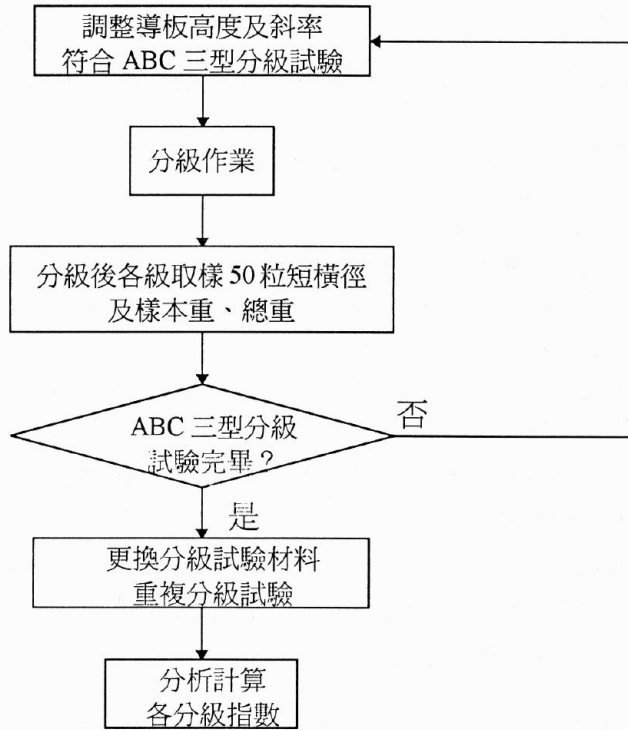 調整導板高度及斜率
符合 ABC 三型分級試驗
分級作業
分級後各級取樣 50 粒短橫徑
及樣本重、總重
ABC 三型分級
試驗完畢？
否
是
更換分級試驗材料
重複分級試驗
分析計算
各分級指數